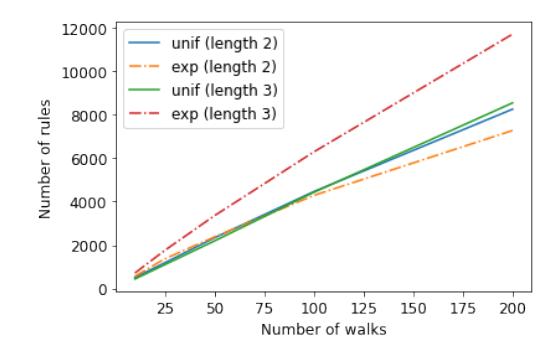 12000
10000
8000
6000
4000
2000
0
Number of rules
unif (length 2)
exp (length 2)
unif (length 3)
exp (length 3)
25 50 75 100 125 150 175 200
Number of walks